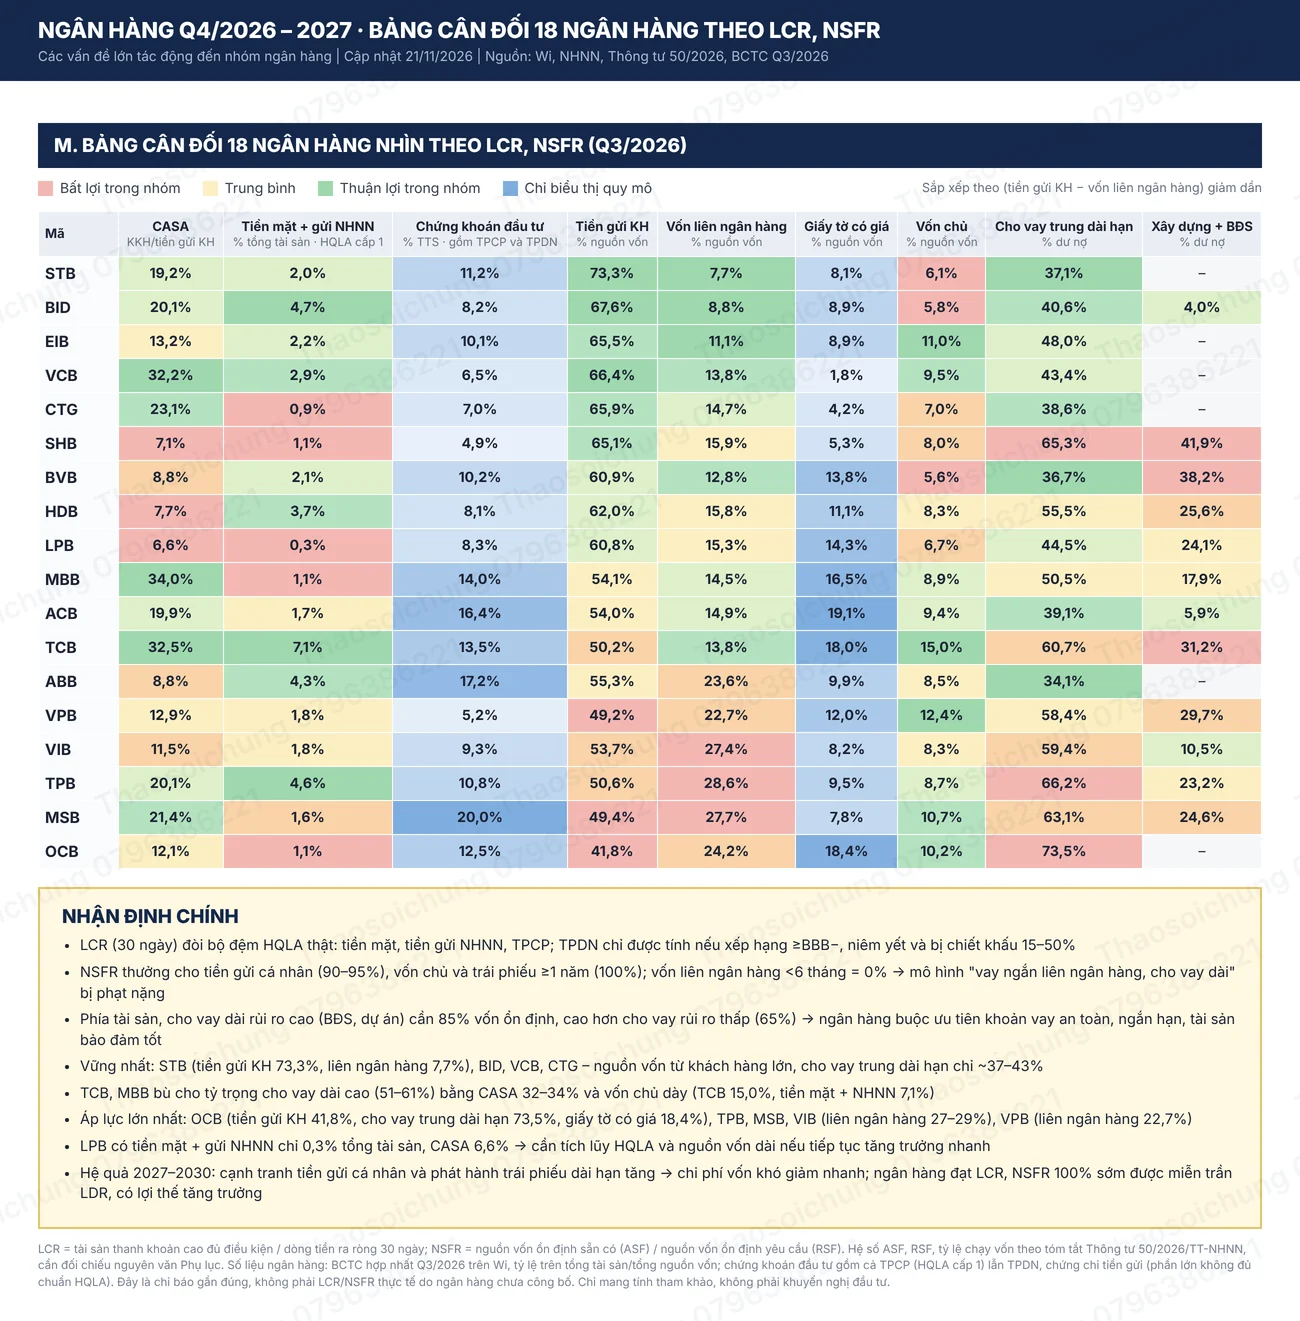 NGÂN HÀNG Q4/2026 – 2027 · BẢNG CÂN ĐỐI 18 NGÂN HÀNG THEO LCR, NSFR
Các vấn đề lớn tác động đến nhóm ngân hàng | Cập nhật 21/11/2026 | Nguồn: Wi, NHNN, Thông tư 50/2026, BCTC Q3/2026
M. BẢNG CÂN ĐỐI 18 NGÂN HÀNG NHÌN THEO LCR, NSFR (Q3/2026)
Bất lợi trong nhóm Trung bình Thuận lợi trong nhóm Chỉ biểu thị quy mô Sắp xếp theo (tiền gửi KH − vốn liên ngân hàng) giảm dần
Mã CASA Tiền mặt + gửi NHNN Chứng khoán đầu tư Tiền gửi KH Vốn liên ngân hàng Giấy tờ có giá Vốn chủ Cho vay trung dài hạn Xây dựng + BĐS
KKH/tiền gửi KH % tổng tài sản · HQLA cấp 1 % TTS · gồm TPCP và TPDN % nguồn vốn % nguồn vốn % nguồn vốn % nguồn vốn % dư nợ % dư nợ
STB 19,2% 2,0% 11,2% 73,3% 7,7% 8,1% 6,1% 37,1% –
BID 20,1% 4,7% 8,2% 67,6% 8,8% 8,9% 5,8% 40,6% 4,0%
EIB 13,2% 2,2% 10,1% 65,5% 11,1% 8,9% 11,0% 48,0% –
VCB 32,2% 2,9% 6,5% 66,4% 13,8% 1,8% 9,5% 43,4% –
CTG 23,1% 0,9% 7,0% 65,9% 14,7% 4,2% 7,0% 38,6% –
SHB 7,1% 1,1% 4,9% 65,1% 15,9% 5,3% 8,0% 65,3% 41,9%
BVB 8,8% 2,1% 10,2% 60,9% 12,8% 13,8% 5,6% 36,7% 38,2%
HDB 7,7% 3,7% 8,1% 62,0% 15,8% 11,1% 8,3% 55,5% 25,6%
LPB 6,6% 0,3% 8,3% 60,8% 15,3% 14,3% 6,7% 44,5% 24,1%
MBB 34,0% 1,1% 14,0% 54,1% 14,5% 16,5% 8,9% 50,5% 17,9%
ACB 19,9% 1,7% 16,4% 54,0% 14,9% 19,1% 9,4% 39,1% 5,9%
TCB 32,5% 7,1% 13,5% 50,2% 13,8% 18,0% 15,0% 60,7% 31,2%
ABB 8,8% 4,3% 17,2% 55,3% 23,6% 9,9% 8,5% 34,1% –
VPB 12,9% 1,8% 5,2% 49,2% 22,7% 12,0% 12,4% 58,4% 29,7%
VIB 11,5% 1,8% 9,3% 53,7% 27,4% 8,2% 8,3% 59,4% 10,5%
TPB 20,1% 4,6% 10,8% 50,6% 28,6% 9,5% 8,7% 66,2% 23,2%
MSB 21,4% 1,6% 20,0% 49,4% 27,7% 7,8% 10,7% 63,1% 24,6%
OCB 12,1% 1,1% 12,5% 41,8% 24,2% 18,4% 10,2% 73,5% –
NHẬN ĐỊNH CHÍNH
• LCR (30 ngày) đòi bộ đệm HQLA thật: tiền mặt, tiền gửi NHNN, TPCP; TPDN chỉ được tính nếu xếp hạng ≥BBB−, niêm yết và bị chiết khấu 15–50%
• NSFR thưởng cho tiền gửi cá nhân (90–95%), vốn chủ và trái phiếu ≥1 năm (100%); vốn liên ngân hàng <6 tháng = 0% → mô hình "vay ngắn liên ngân hàng, cho vay dài"
bị phạt nặng
• Phía tài sản, cho vay dài rủi ro cao (BĐS, dự án) cần 85% vốn ổn định, cao hơn cho vay rủi ro thấp (65%) → ngân hàng buộc ưu tiên khoản vay an toàn, ngắn hạn, tài sản
bảo đảm tốt
• Vững nhất: STB (tiền gửi KH 73,3%, liên ngân hàng 7,7%), BID, VCB, CTG – nguồn vốn từ khách hàng lớn, cho vay trung dài hạn chỉ ~37–43%
• TCB, MBB bù cho tỷ trọng cho vay dài cao (51–61%) bằng CASA 32–34% và vốn chủ dày (TCB 15,0%, tiền mặt + NHNN 7,1%)
• Áp lực lớn nhất: OCB (tiền gửi KH 41,8%, cho vay trung dài hạn 73,5%, giấy tờ có giá 18,4%), TPB, MSB, VIB (liên ngân hàng 27–29%), VPB (liên ngân hàng 22,7%)
• LPB có tiền mặt + gửi NHNN chỉ 0,3% tổng tài sản, CASA 6,6% → cần tích lũy HQLA và nguồn vốn dài nếu tiếp tục tăng trưởng nhanh
• Hệ quả 2027–2030: cạnh tranh tiền gửi cá nhân và phát hành trái phiếu dài hạn tăng → chi phí vốn khó giảm nhanh; ngân hàng đạt LCR, NSFR 100% sớm được miễn trần
LDR, có lợi thế tăng trưởng
LCR = tài sản thanh khoản cao đủ điều kiện / dòng tiền ra ròng 30 ngày; NSFR = nguồn vốn ổn định sẵn có (ASF) / nguồn vốn ổn định yêu cầu (RSF). Hệ số ASF, RSF, tỷ lệ chạy vốn theo tóm tắt Thông tư 50/2026/TT-NHNN,
cần đối chiếu nguyên văn Phụ lục. Số liệu ngân hàng: BCTC hợp nhất Q3/2026 trên Wi, tỷ lệ trên tổng tài sản/tổng nguồn vốn; chứng khoán đầu tư gồm cả TPCP (HQLA cấp 1) lẫn TPDN, chứng chỉ tiền gửi (phần lớn không đủ
chuẩn HQLA). Đây là chỉ báo gần đúng, không phải LCR/NSFR thực tế do ngân hàng chưa công bố. Chỉ mang tính tham khảo, không phải khuyến nghị đầu tư.
Thaosoichung 0796386221